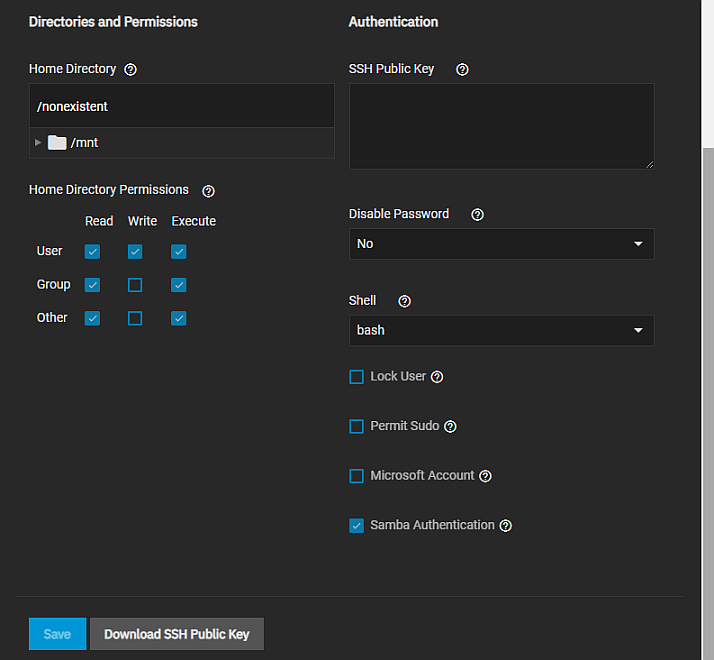 Directories and Permissions
Home Directory
/nonexistent
/mnt
Home Directory Permissions
Read Write Execute
User
Group
Other
Authentication
SSH Public Key
Disable Password
No
Shell
bash
Lock User
Permit Sudo
Microsoft Account
Samba Authentication
Save Download SSH Public Key